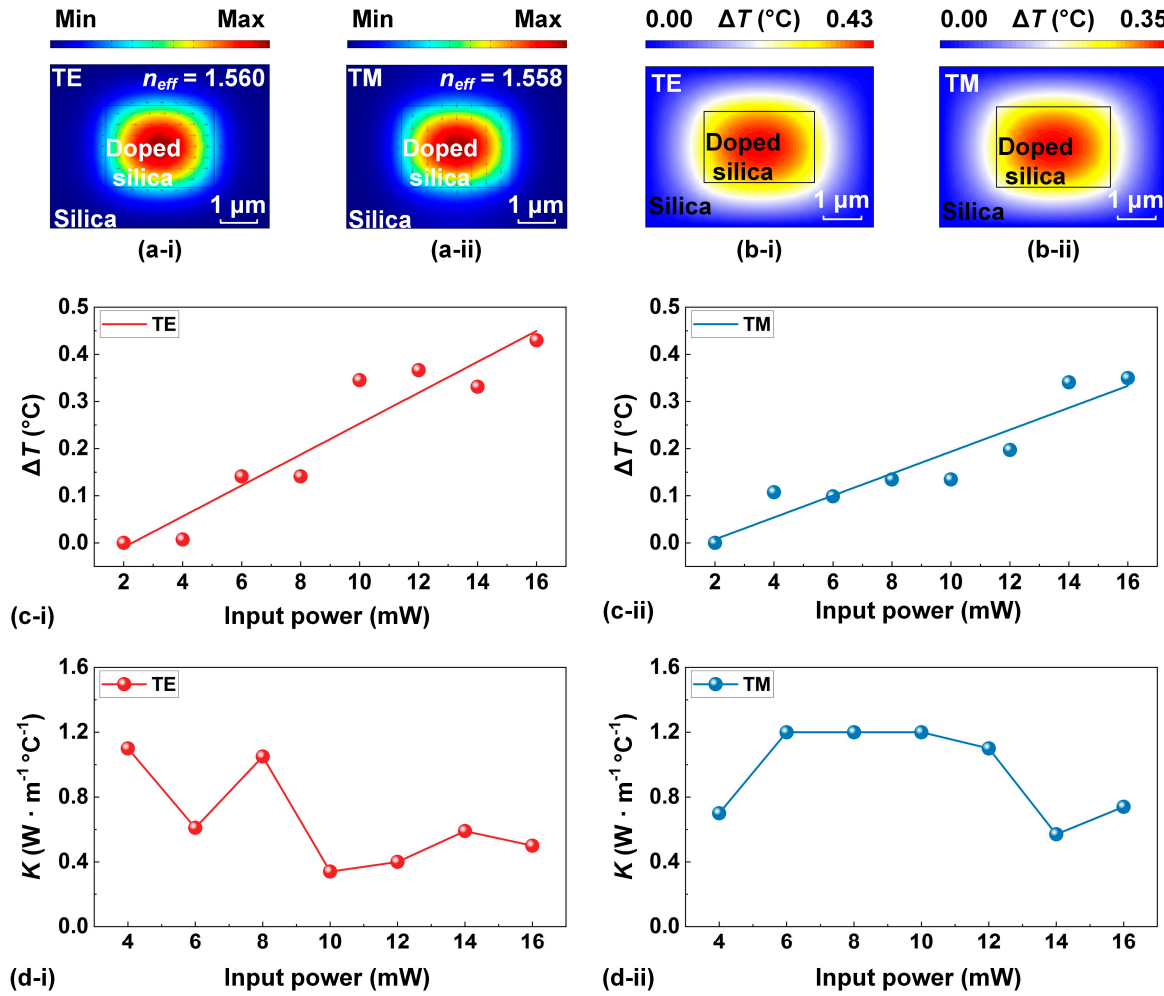 Min Max
Min Max
0.00 ΔT (°C) 0.43
0.00 ΔT (°C) 0.35
TE n_eff = 1.560
Doped
silica
Silica
1 μm
(a-i)
TM n_eff = 1.558
Doped
silica
Silica
1 μm
(a-ii)
TE
Doped
silica
Silica
1 μm
(b-i)
TM
Doped
silica
Silica
1 μm
(b-ii)
0.5
0.4
0.3
0.2
0.1
0.0
ΔT (°C)
TE
2 4 6 8 10 12 14 16
(c-i) Input power (mW)
0.5
0.4
0.3
0.2
0.1
0.0
ΔT (°C)
TM
2 4 6 8 10 12 14 16
(c-ii) Input power (mW)
1.6
1.2
0.8
0.4
0.0
K (W · m⁻¹ °C⁻¹)
TE
4 6 8 10 12 14 16
(d-i) Input power (mW)
1.6
1.2
0.8
0.4
0.0
K (W · m⁻¹ °C⁻¹)
TM
4 6 8 10 12 14 16
(d-ii) Input power (mW)